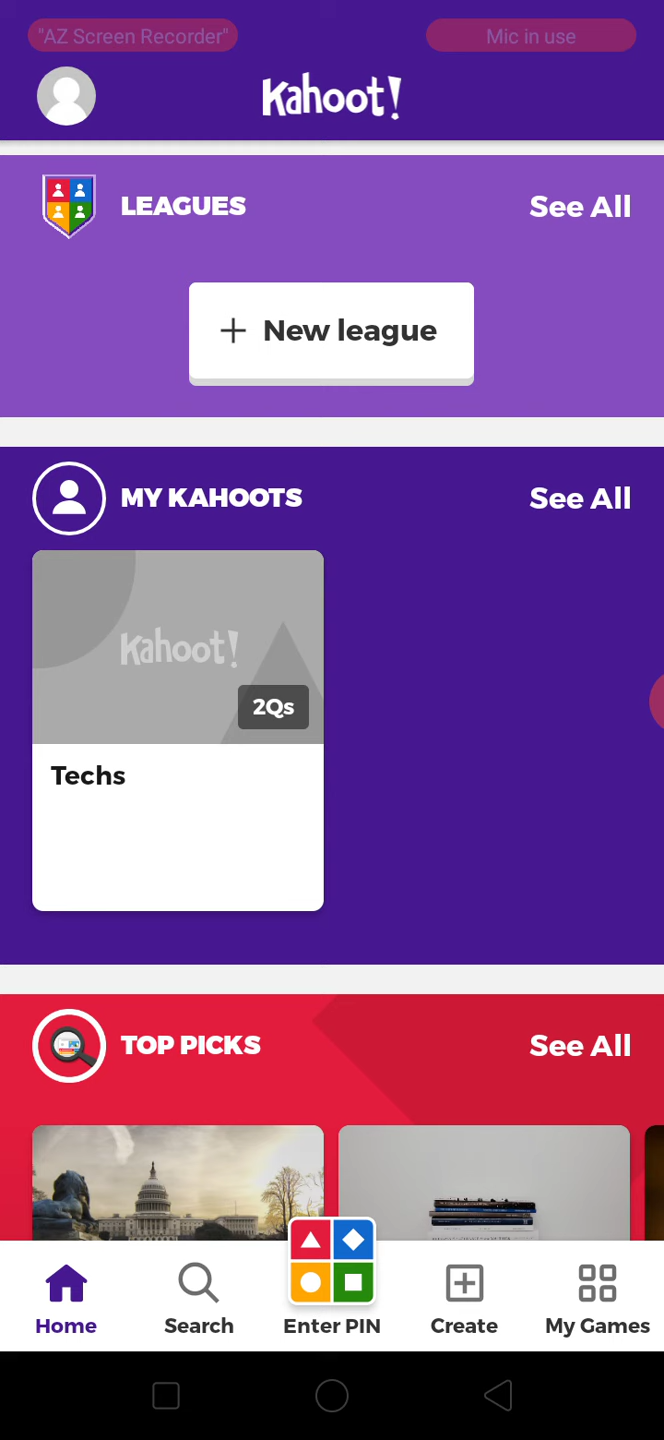 "AZ Screen Recorder" Mic in use
Kahoot!
LEAGUES See All
+ New league
MY KAHOOTS See All
Kahoot!
2Qs
Techs
TOP PICKS See All
Home Search Enter PIN Create My Games